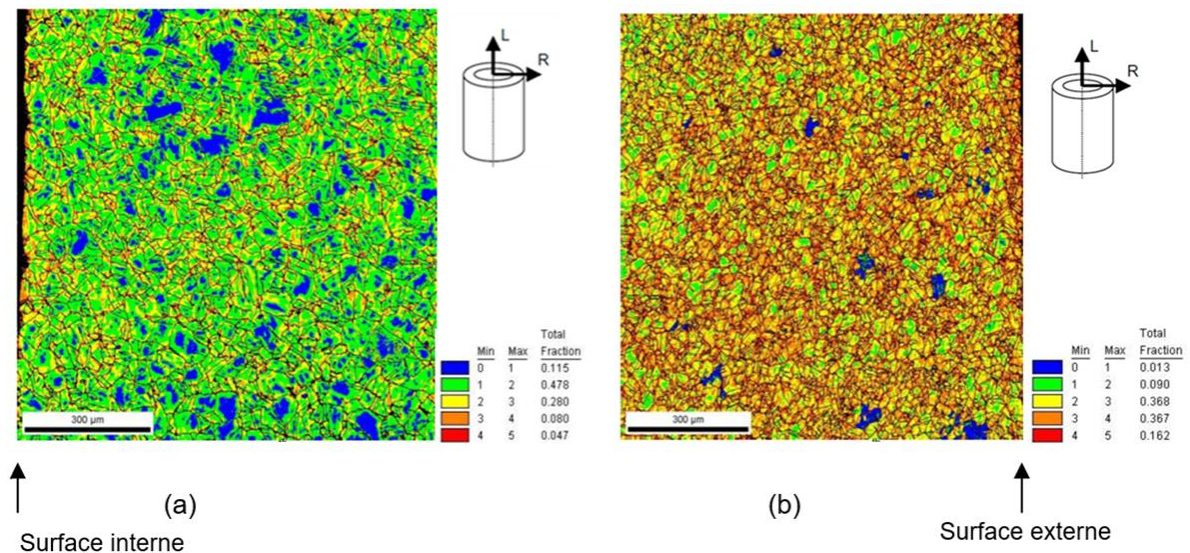 L
R
Total
Min Max Fraction
0 1 0.115
1 2 0.478
2 3 0.280
3 4 0.080
4 5 0.047
300 µm
(a)
Surface interne
L
R
Total
Min Max Fraction
0 1 0.013
1 2 0.090
2 3 0.368
3 4 0.367
4 5 0.162
300 µm
(b)
Surface externe